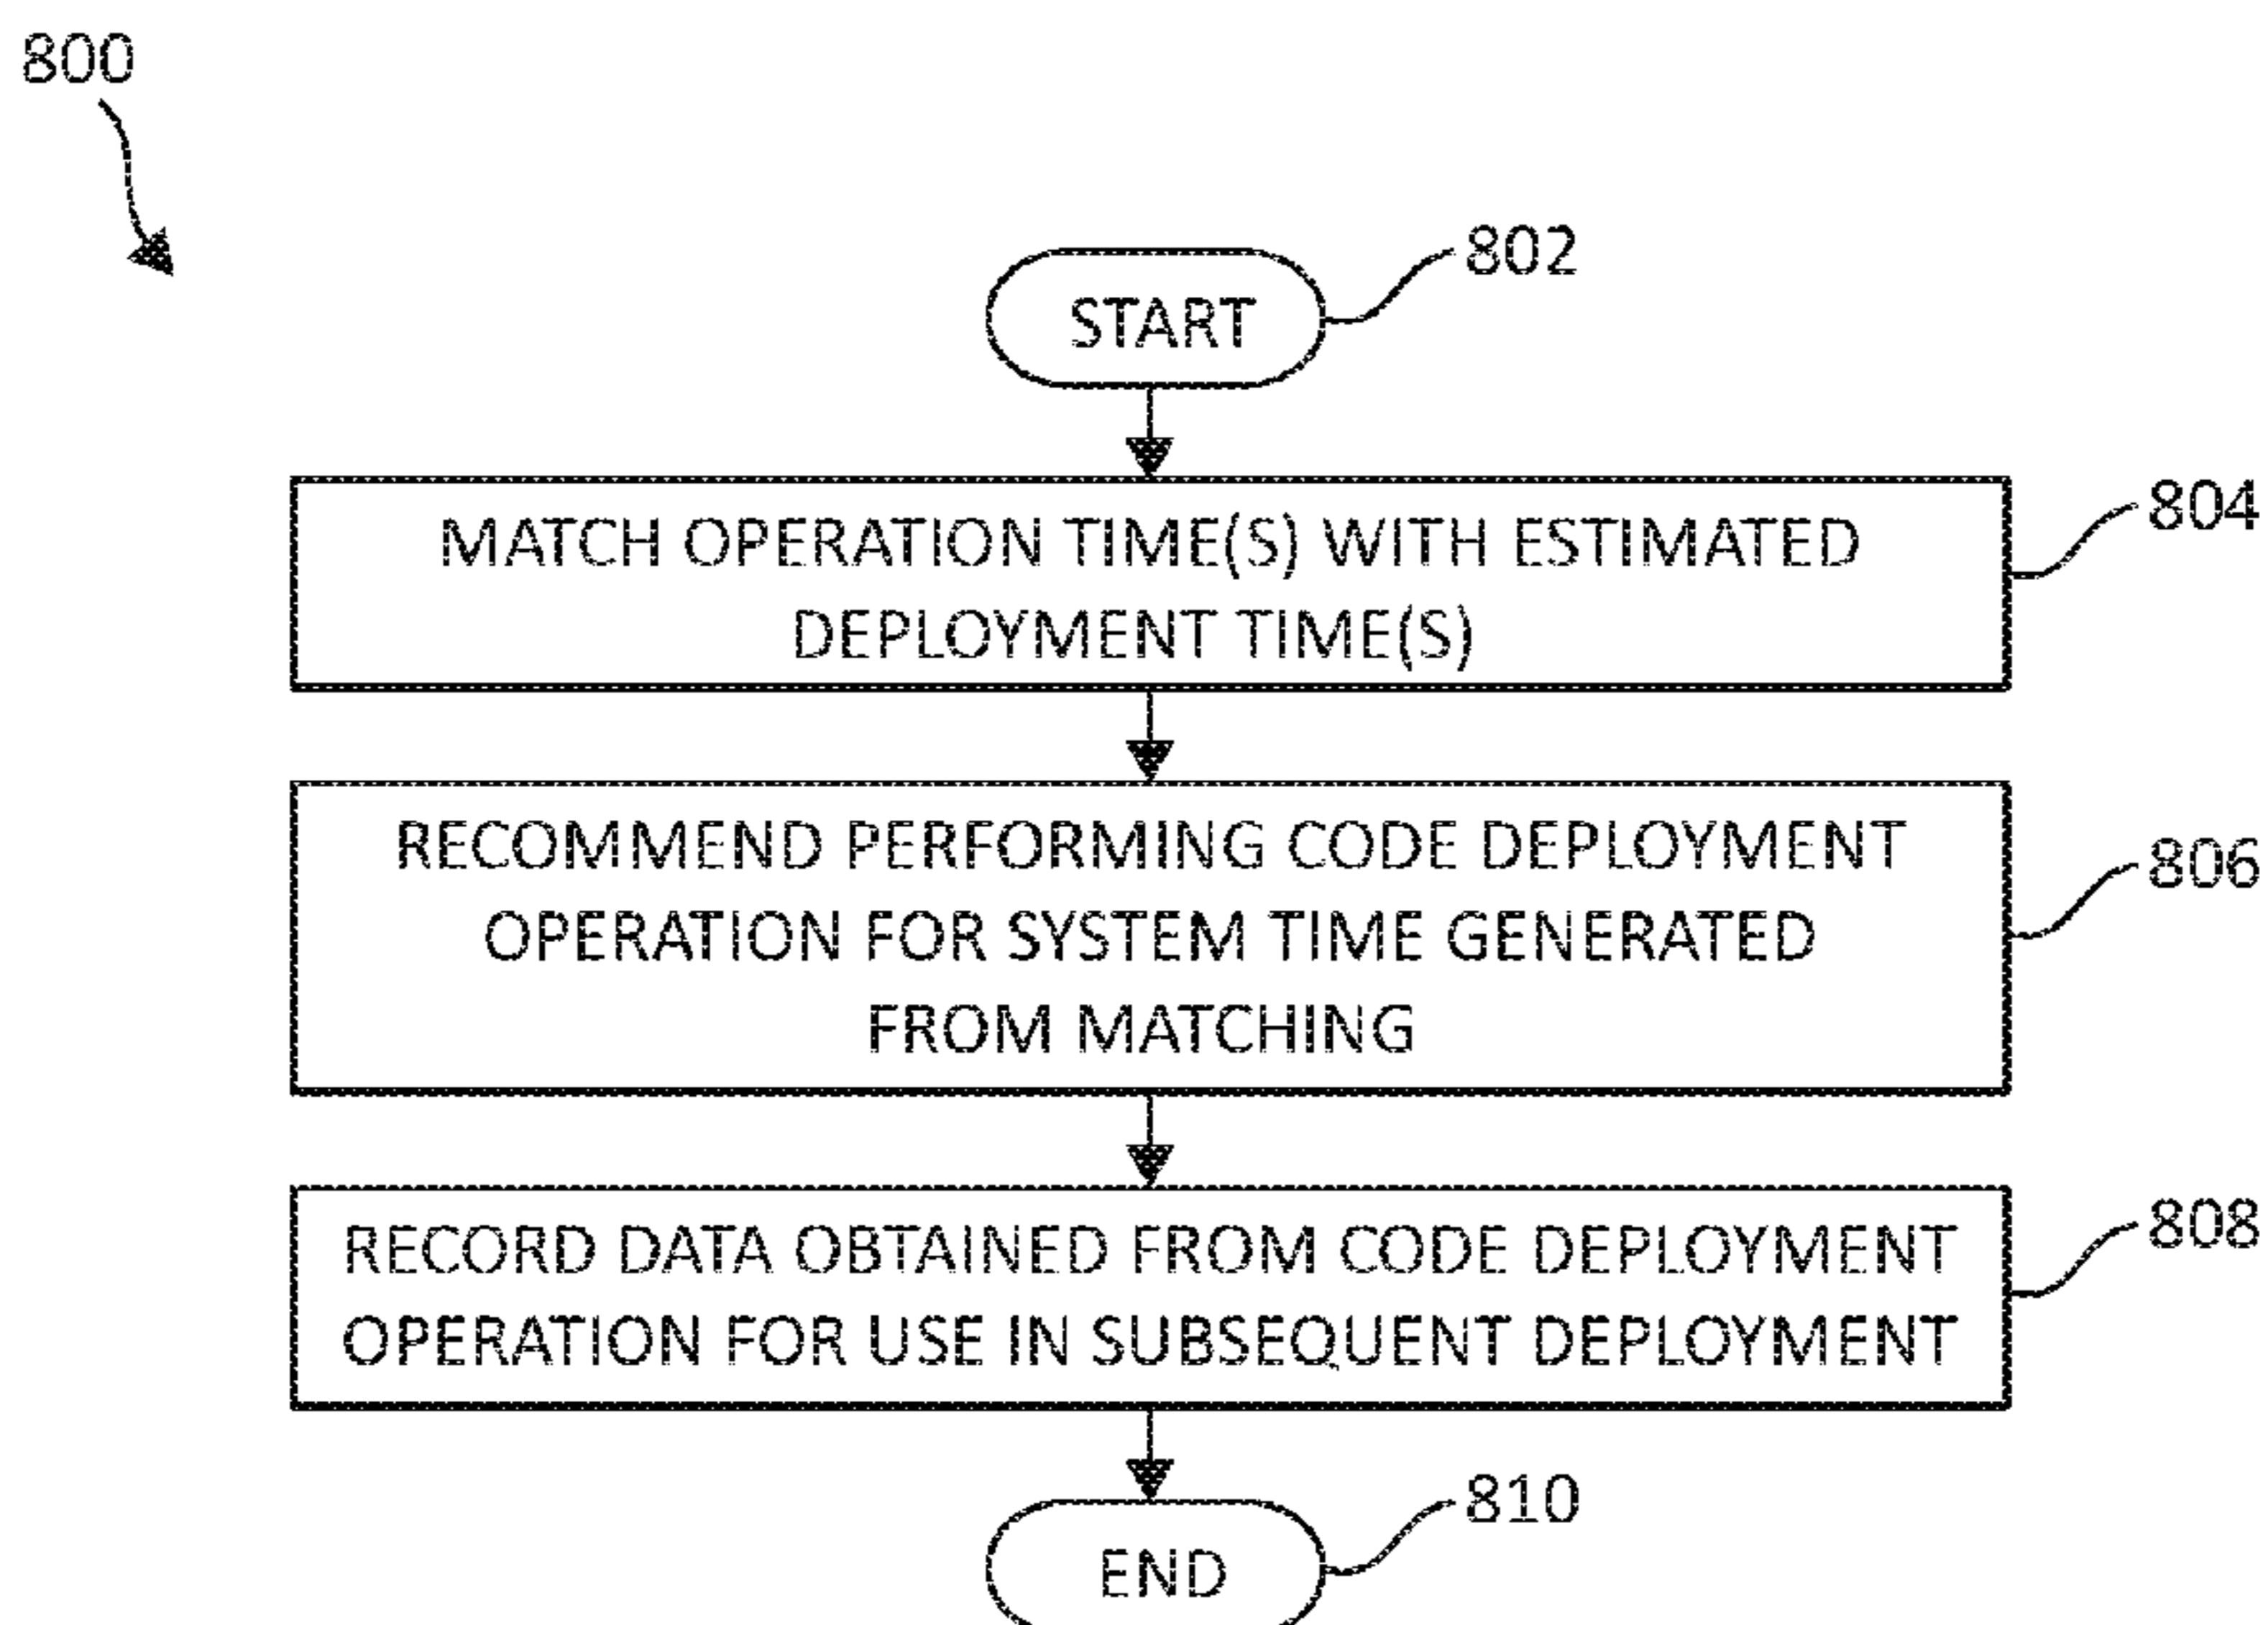 800
802
START
804
MATCH OPERATION TIME(S) WITH ESTIMATED
DEPLOYMENT TIME(S)
806
RECOMMEND PERFORMING CODE DEPLOYMENT
OPERATION FOR SYSTEM TIME GENERATED
FROM MATCHING
808
RECORD DATA OBTAINED FROM CODE DEPLOYMENT
OPERATION FOR USE IN SUBSEQUENT DEPLOYMENT
810
END